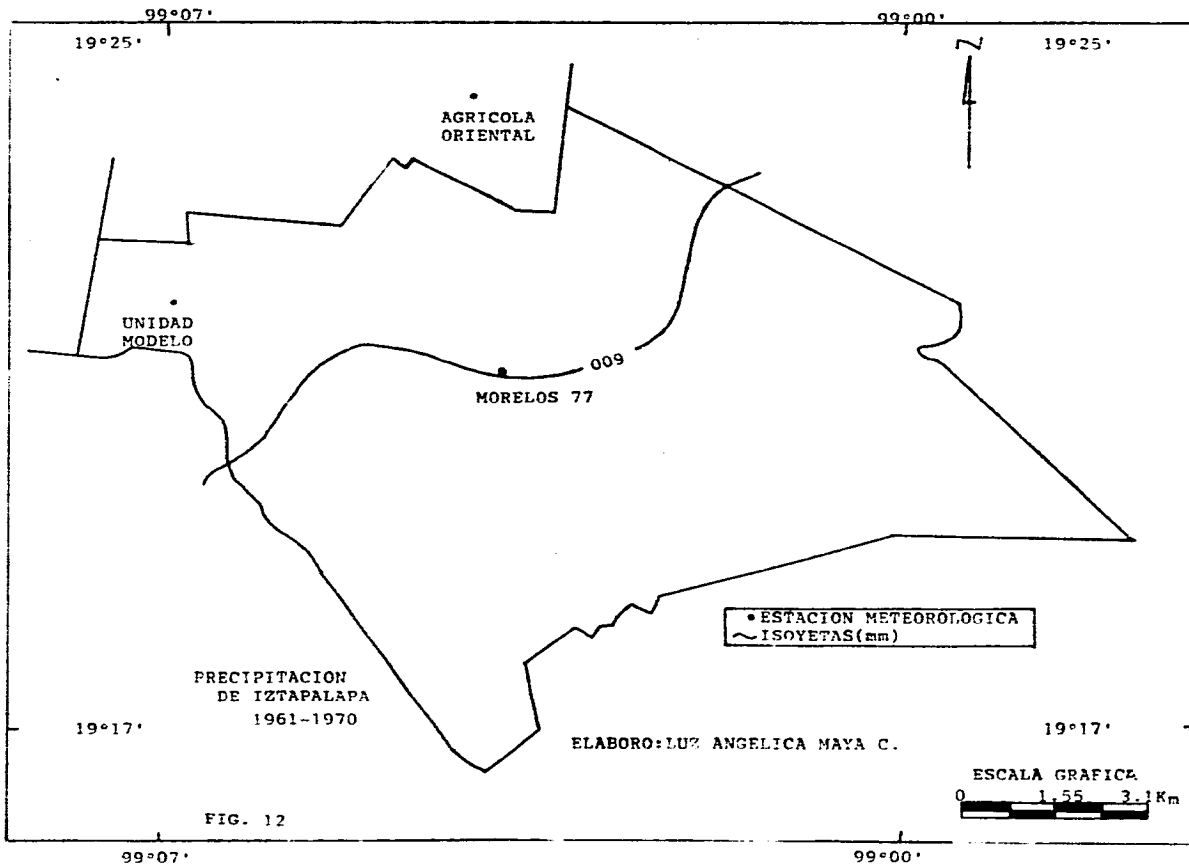 99°07'
99°00'
19°25'
19°25'
N
AGRICOLA
ORIENTAL
UNIDAD
MODELO
009
MORELOS 77
ESTACION METEOROLOGICA
ISOYETAS(mm)
PRECIPITACION
DE IZTAPALAPA
1961-1970
19°17'
19°17'
ELABORO:LUZ ANGELICA MAYA C.
ESCALA GRAFICA
0 1.55 3.1Km
FIG. 12
99°07'
99°00'